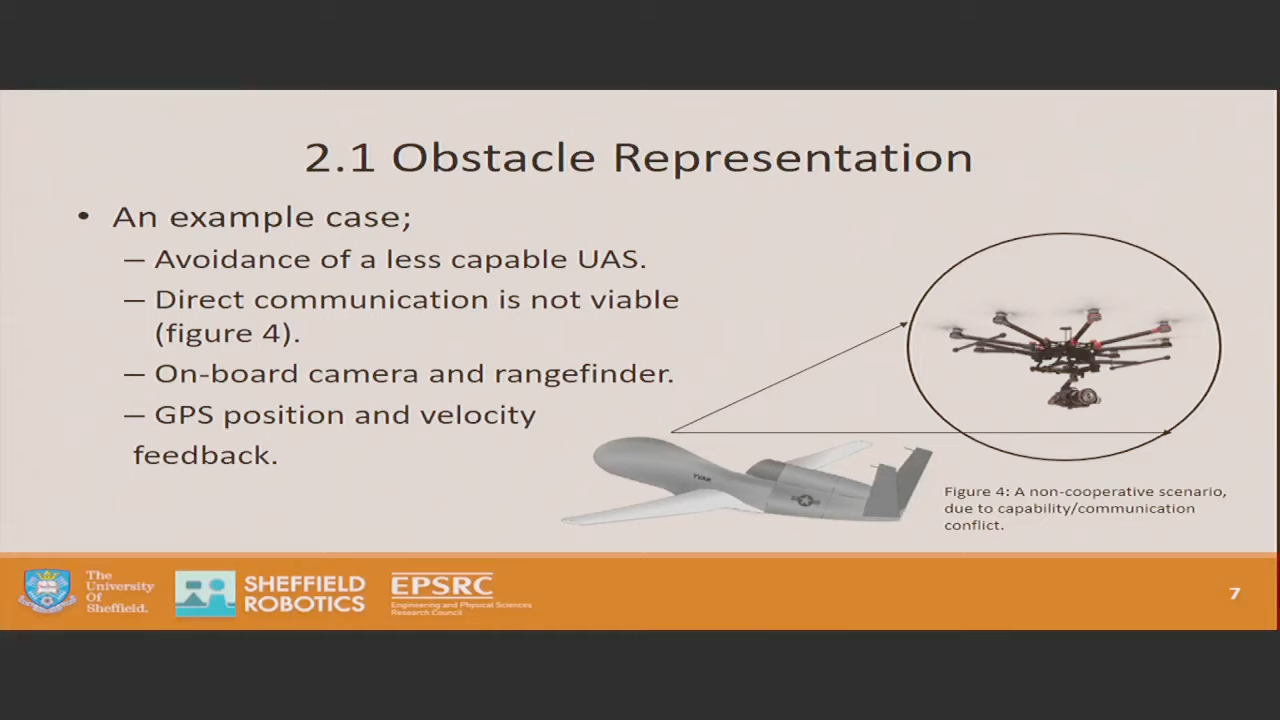 2.1 Obstacle Representation
• An example case;
– Avoidance of a less capable UAS.
– Direct communication is not viable
(figure 4).
– On-board camera and rangefinder.
– GPS position and velocity
feedback.
Figure 4: A non-cooperative scenario,
due to capability/communication
conflict.
The
University
Of
Sheffield.
SHEFFIELD
ROBOTICS
EPSRC
Engineering and Physical Sciences
Research Council
7